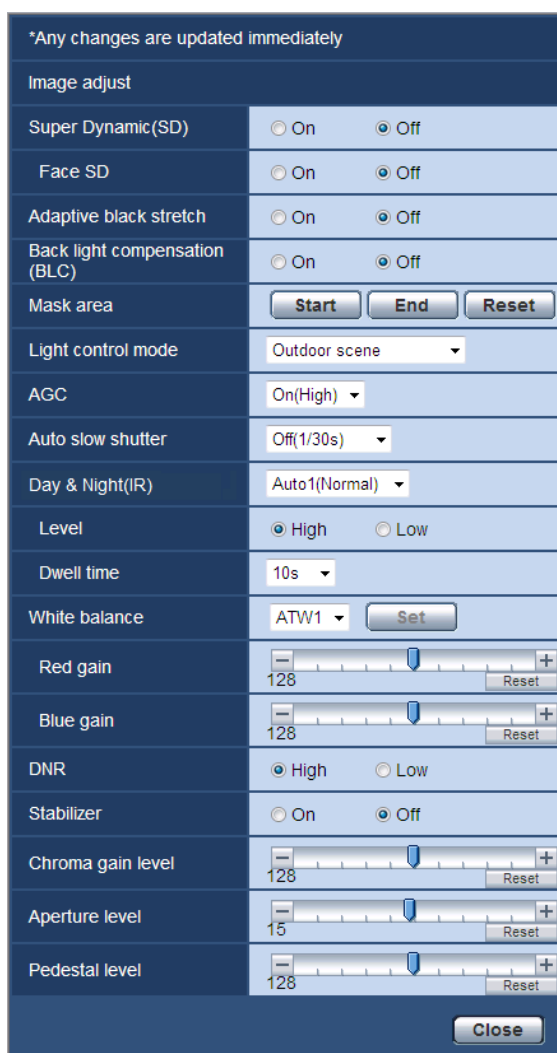 *Any changes are updated immediately
Image adjust
Super Dynamic(SD) On Off
Face SD On Off
Adaptive black stretch On Off
Back light compensation
(BLC) On Off
Mask area Start End Reset
Light control mode Outdoor scene
AGC On(High)
Auto slow shutter Off(1/30s)
Day & Night(IR) Auto1(Normal)
Level High Low
Dwell time 10s
White balance ATW1 Set
Red gain - +
128 Reset
Blue gain - +
128 Reset
DNR High Low
Stabilizer On Off
Chroma gain level - +
128 Reset
Aperture level - +
15 Reset
Pedestal level - +
128 Reset
Close